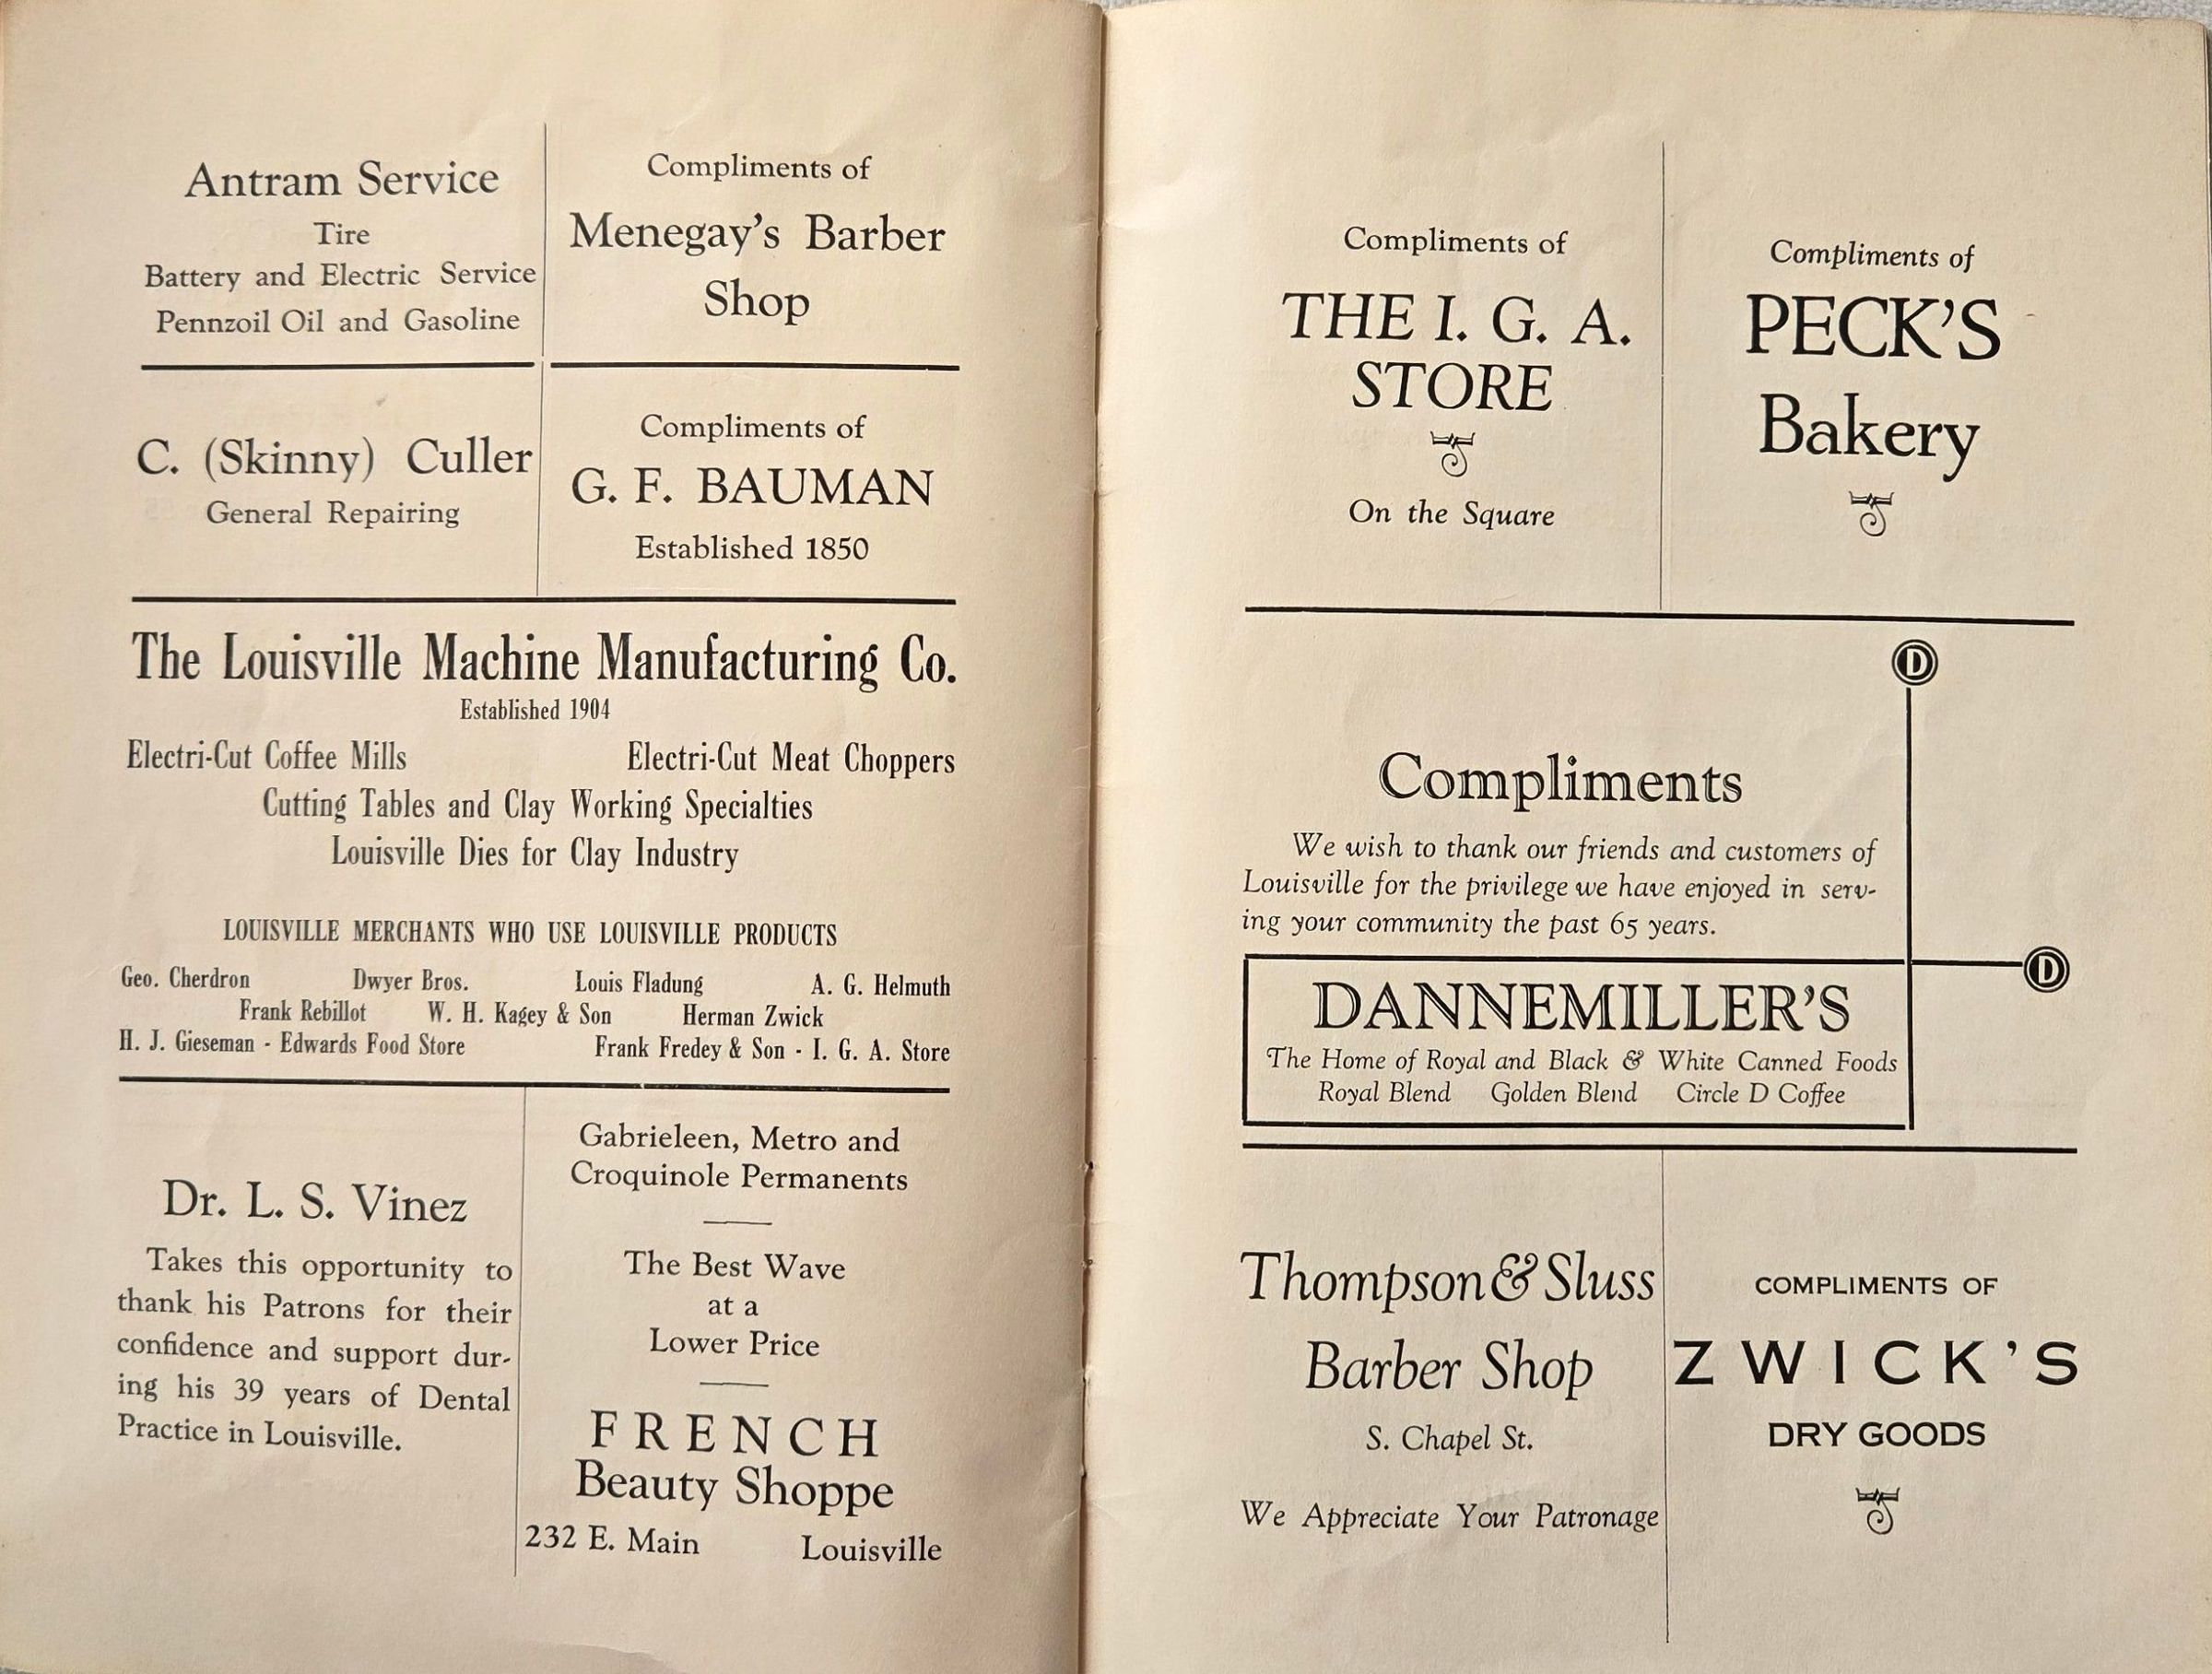 Antram Service
Tire
Battery and Electric Service
Pennzoil Oil and Gasoline
Compliments of
Menegay's Barber
Shop
C. (Skinny) Culler
General Repairing
Compliments of
G. F. BAUMAN
Established 1850
The Louisville Machine Manufacturing Co.
Established 1904
Electri-Cut Coffee Mills Electri-Cut Meat Choppers
Cutting Tables and Clay Working Specialties
Louisville Dies for Clay Industry
LOUISVILLE MERCHANTS WHO USE LOUISVILLE PRODUCTS
Geo. Cherdron Dwyer Bros. Louis Fladung A. G. Helmuth
Frank Rebillot W. H. Kagey & Son Herman Zwick
H. J. Gieseman - Edwards Food Store Frank Fredey & Son - I. G. A. Store
Dr. L. S. Vinez
Takes this opportunity to
thank his Patrons for their
confidence and support dur-
ing his 39 years of Dental
Practice in Louisville.
Gabrieleen, Metro and
Croquinole Permanents
The Best Wave
at a
Lower Price
FRENCH
Beauty Shoppe
232 E. Main Louisville
Compliments of
THE I. G. A.
STORE
On the Square
Compliments of
PECK'S
Bakery
D
Compliments
We wish to thank our friends and customers of
Louisville for the privilege we have enjoyed in serv-
ing your community the past 65 years.
D
DANNEMILLER'S
The Home of Royal and Black & White Canned Foods
Royal Blend Golden Blend Circle D Coffee
Thompson & Sluss
Barber Shop
S. Chapel St.
We Appreciate Your Patronage
COMPLIMENTS OF
ZWICK'S
DRY GOODS